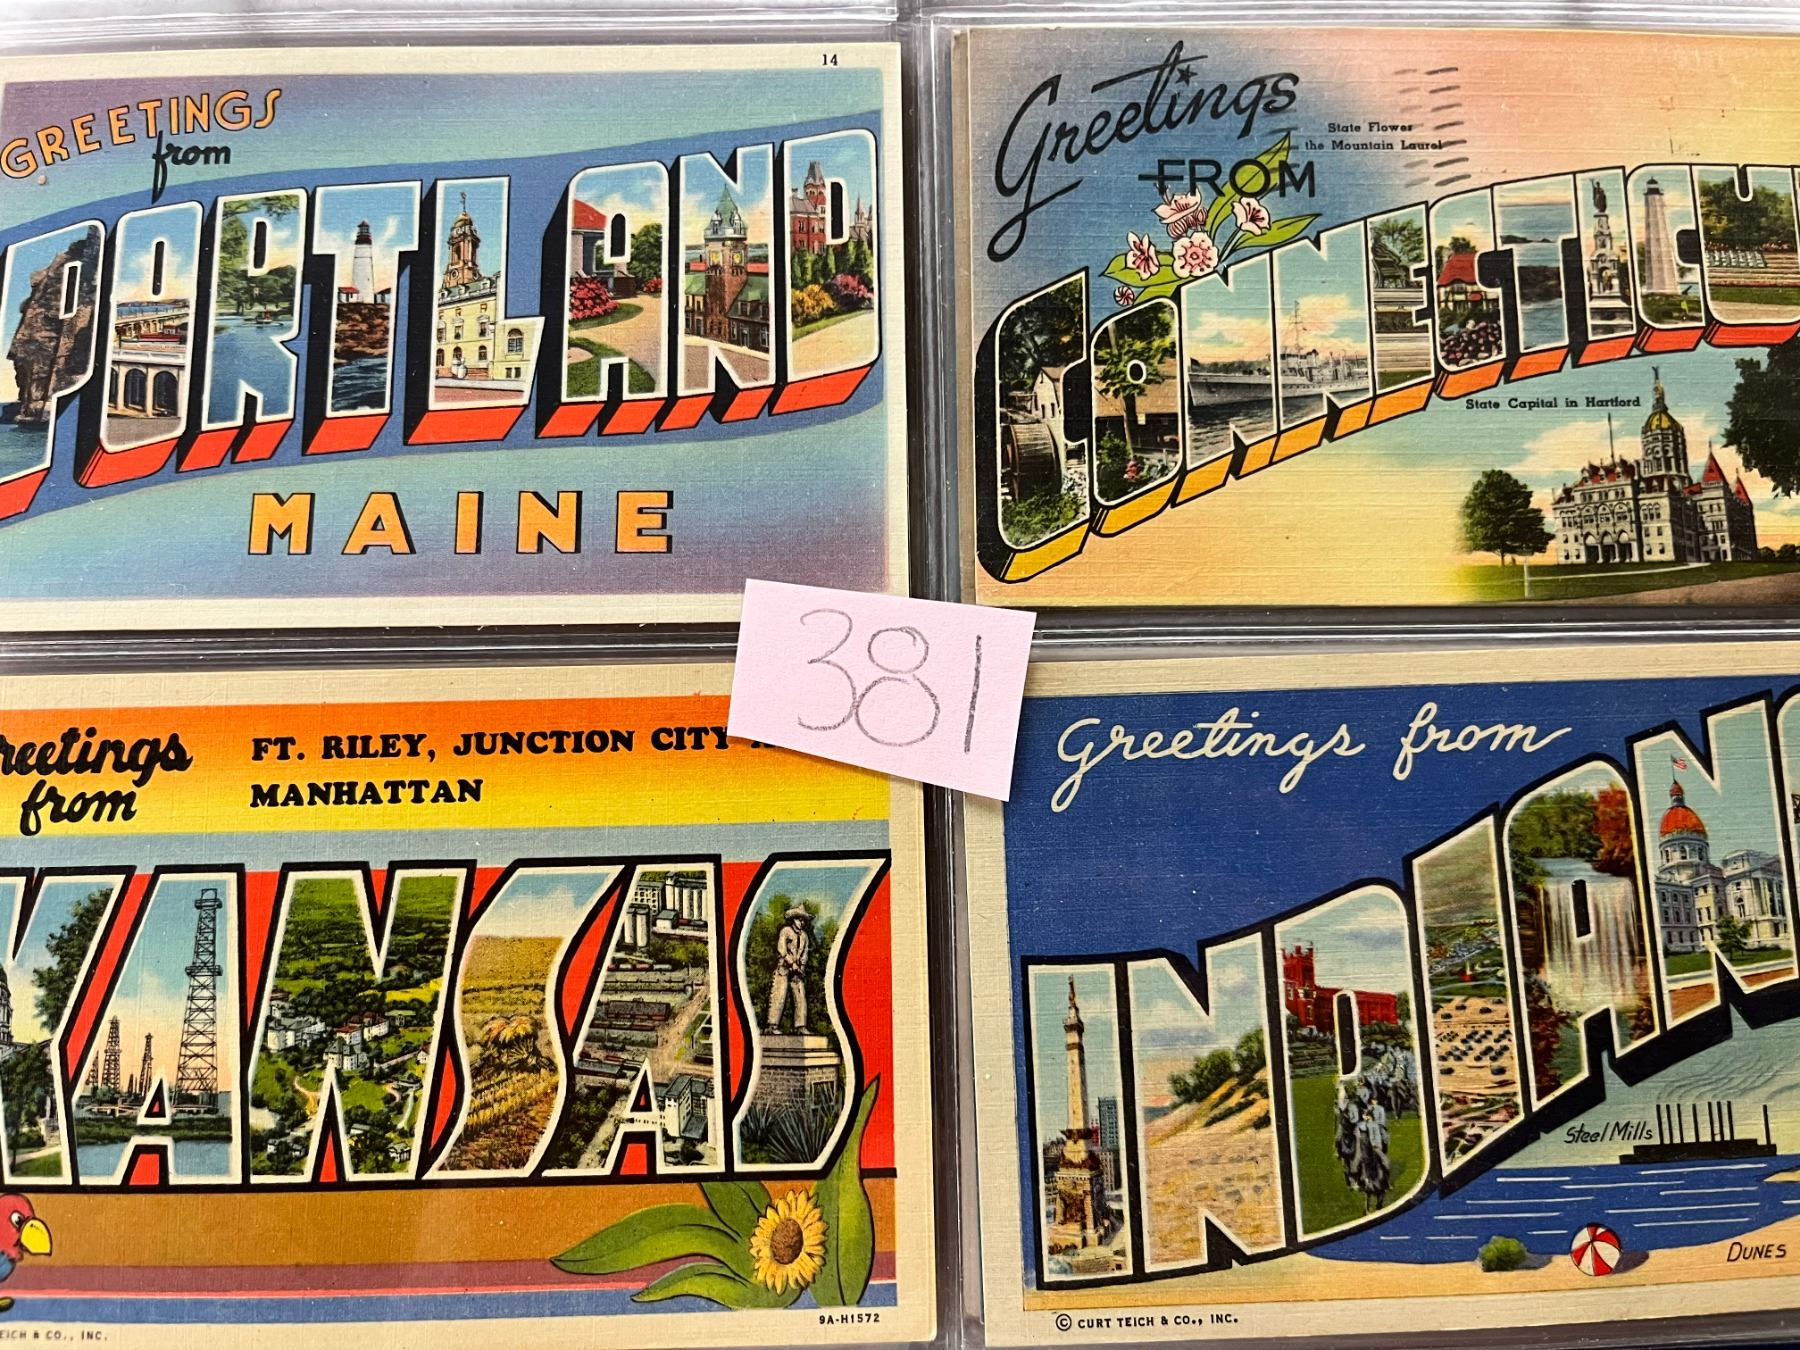 14
GREETINGS
from
PORTLAND
MAINE
Greetings
FROM
State Flower
the Mountain Laurel
CONNECTICU
State Capital in Hartford
381
reetings
from
FT. RILEY, JUNCTION CITY
MANHATTAN
KANSAS
9A-H1572
EICH & CO., INC.
Greetings from
INDIAN
Steel Mills
DUNES
© CURT TEICH & CO., INC.